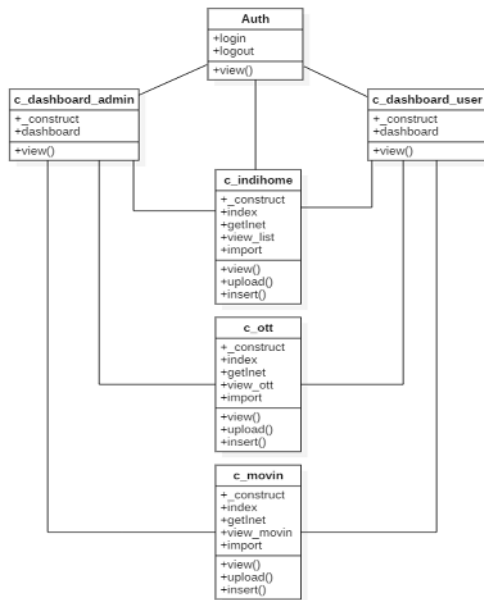 Auth
+login
+logout
+view()
c_dashboard_admin
+_construct
+dashboard
+view()
c_dashboard_user
+_construct
+dashboard
+view()
c_indihome
+_construct
+index
+getInet
+view_list
+import
+view()
+upload()
+insert()
c_ott
+_construct
+index
+getInet
+view_ott
+import
+view()
+upload()
+insert()
c_movin
+_construct
+index
+getInet
+view_movin
+import
+view()
+upload()
+insert()